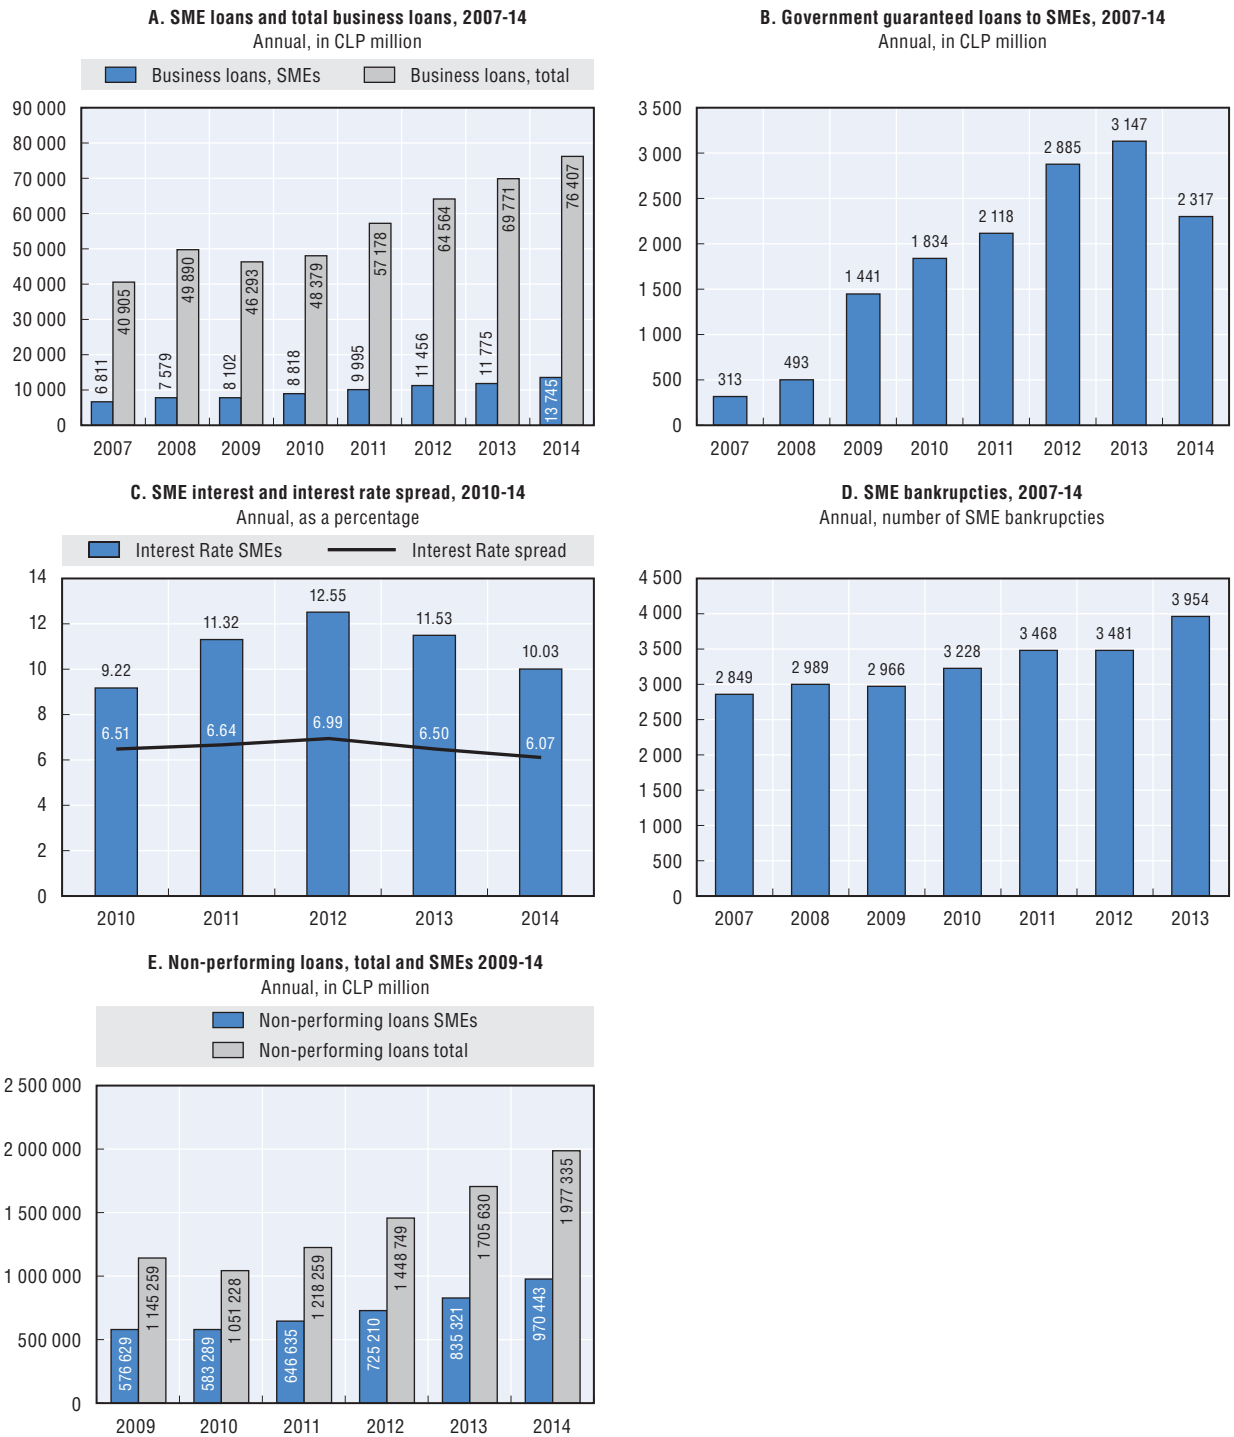 A. SME loans and total business loans, 2007-14
Annual, in CLP million
Business loans, SMEs
Business loans, total
90 000
80 000
70 000
60 000
50 000
40 000
30 000
20 000
10 000
0
6 811
40 905
7 579
49 890
8 102
46 293
8 818
48 379
9 995
57 178
11 456
64 564
11 775
69 771
13 745
76 407
2007 2008 2009 2010 2011 2012 2013 2014
B. Government guaranteed loans to SMEs, 2007-14
Annual, in CLP million
3 500
3 000
2 500
2 000
1 500
1 000
500
0
313
493
1 441
1 834
2 118
2 885
3 147
2 317
2007 2008 2009 2010 2011 2012 2013 2014
C. SME interest and interest rate spread, 2010-14
Annual, as a percentage
Interest Rate SMEs
Interest Rate spread
14
12
10
8
6
4
2
0
9.22
11.32
12.55
11.53
10.03
6.51
6.64
6.99
6.50
6.07
2010 2011 2012 2013 2014
D. SME bankrupcties, 2007-14
Annual, number of SME bankrupcties
4 500
4 000
3 500
3 000
2 500
2 000
1 500
1 000
500
0
2 849
2 989
2 966
3 228
3 468
3 481
3 954
2007 2008 2009 2010 2011 2012 2013
E. Non-performing loans, total and SMEs 2009-14
Annual, in CLP million
Non-performing loans SMEs
Non-performing loans total
2 500 000
2 000 000
1 500 000
1 000 000
500 000
0
576 629
1 145 259
583 289
1 051 228
646 635
1 218 259
725 210
1 448 749
835 321
1 705 630
970 443
1 977 335
2009 2010 2011 2012 2013 2014